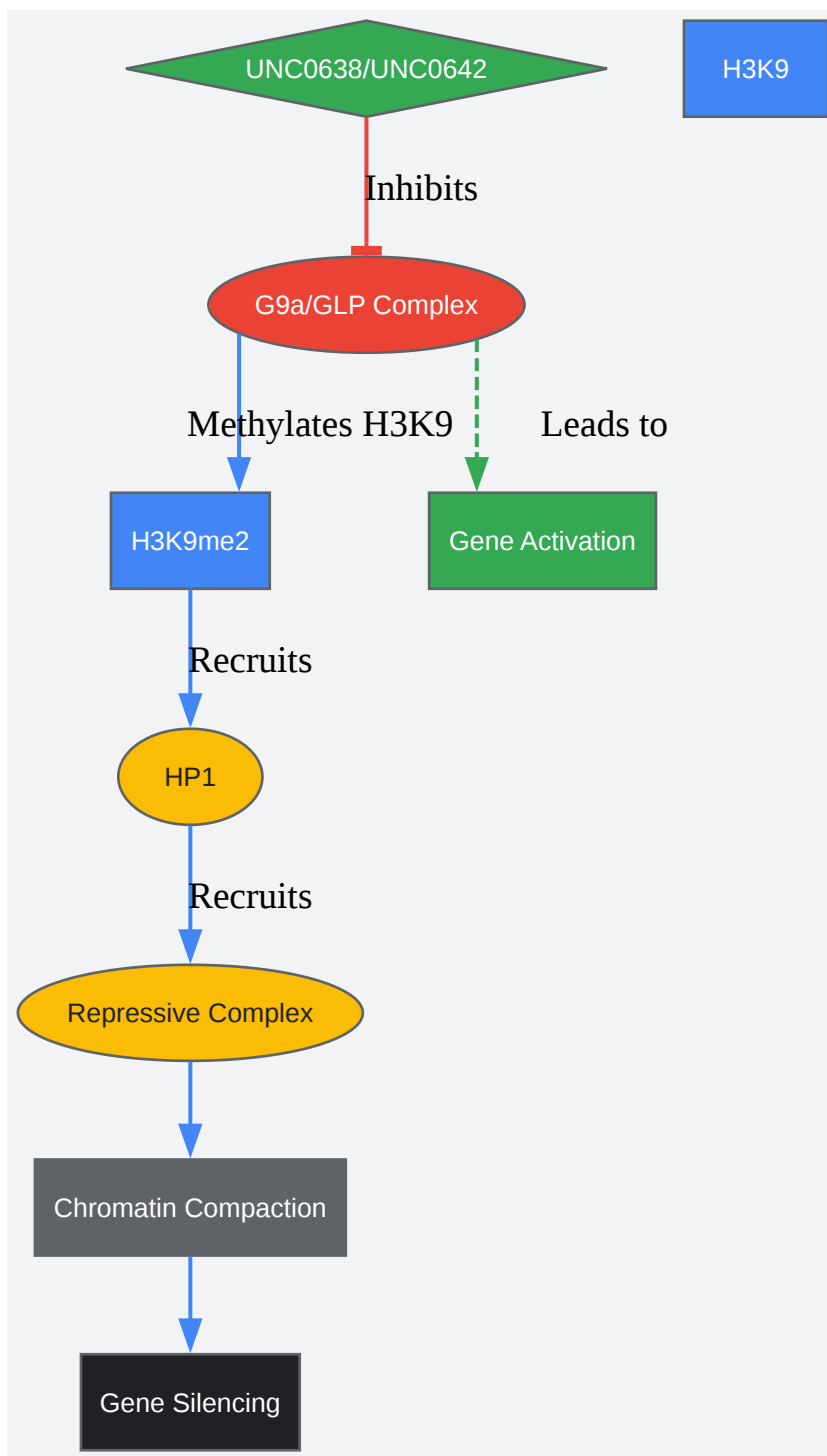 UNC0638/UNC0642
H3K9
Inhibits
G9a/GLP Complex
Methylates H3K9
Leads to
H3K9me2
Gene Activation
Recruits
HP1
Recruits
Repressive Complex
Chromatin Compaction
Gene Silencing